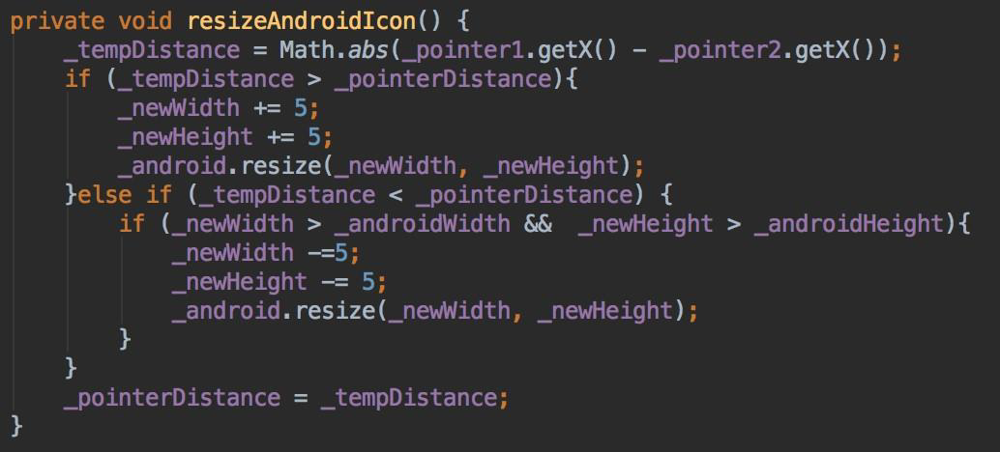 private void resizeAndroidIcon() {
    _tempDistance = Math.abs(_pointer1.getX() - _pointer2.getX());
    if (_tempDistance > _pointerDistance){
        _newWidth += 5;
        _newHeight += 5;
        _android.resize(_newWidth, _newHeight);
    }else if (_tempDistance < _pointerDistance) {
        if (_newWidth > _androidWidth &&  _newHeight > _androidHeight){
            _newWidth -=5;
            _newHeight -= 5;
            _android.resize(_newWidth, _newHeight);
        }
    }
    _pointerDistance = _tempDistance;
}